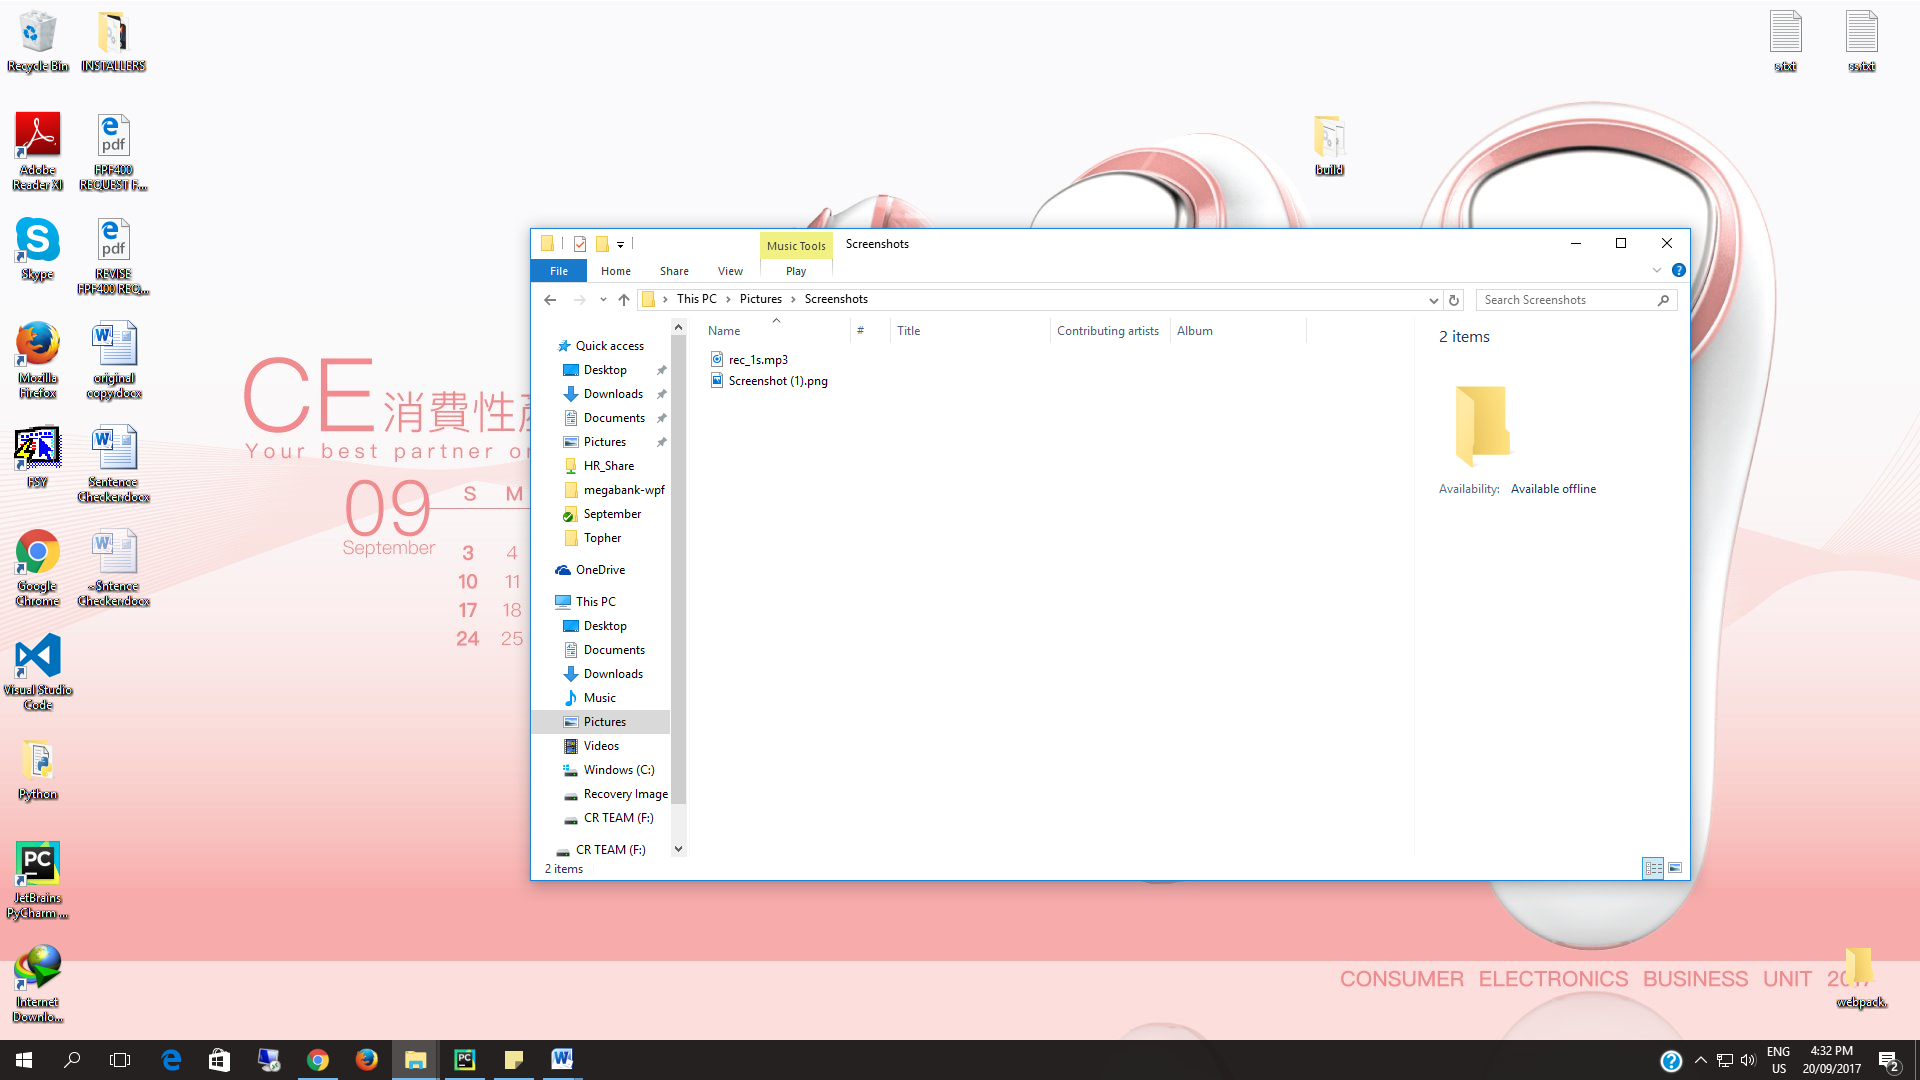 Recycle Bin
INSTALLERS
s.txt
ss.txt
Adobe
Reader XI
FPF400
REQUEST F...
build
Skype
REVISE
FPF400 REQ...
Mozilla
Firefox
original
copy.docx
FSY
Sentence
Checker.docx
Google
Chrome
~$ntence
Checker.docx
Visual Studio
Code
Python
JetBrains
PyCharm ...
Internet
Downlo...
webpack.
CE 消費性
Your best partner
09
September
S M
3 4
10 11
17 18
24 25
CONSUMER ELECTRONICS BUSINESS UNIT 2017
Music Tools
Screenshots
File
Home
Share
View
Play
This PC > Pictures > Screenshots
Search Screenshots
Quick access
Desktop
Downloads
Documents
Pictures
HR_Share
megabank-wpf
September
Topher
OneDrive
This PC
Desktop
Documents
Downloads
Music
Pictures
Videos
Windows (C:)
Recovery Image
CR TEAM (F:)
CR TEAM (F:)
Name # Title Contributing artists Album
rec_1s.mp3
Screenshot (1).png
2 items
Availability: Available offline
2 items
ENG
US
4:32 PM
20/09/2017
2